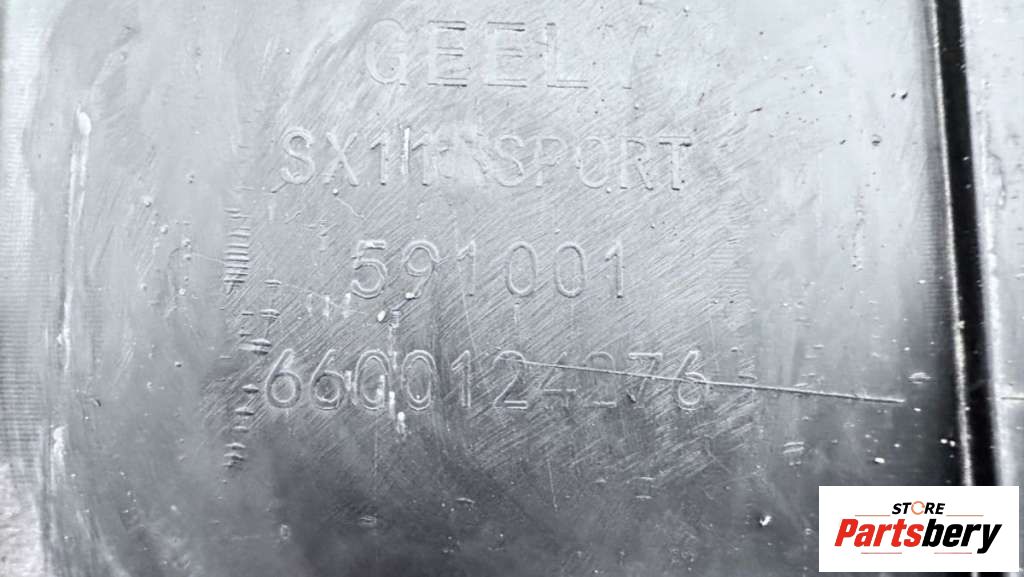 GEELY
SX11 SPORT
591001
STORE
Partsbery